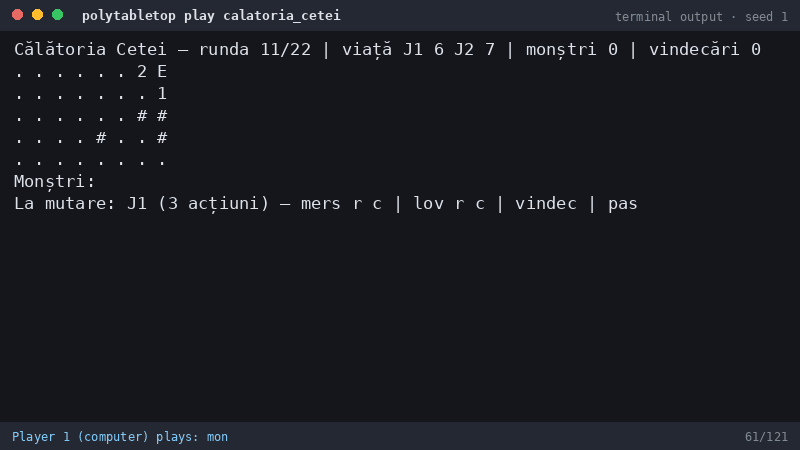 polytabletop play calatoria_cetei
terminal output · seed 1
Călătoria Cetei — runda 11/22 | viață J1 6 J2 7 | monștri 0 | vindecări 0
. . . . . . 2 E
. . . . . . . 1
. . . . . . # #
. . . . # . . #
. . . . . . . .
Monștri:
La mutare: J1 (3 acțiuni) — mers r c | lov r c | vindec | pas
Player 1 (computer) plays: mon
61/121